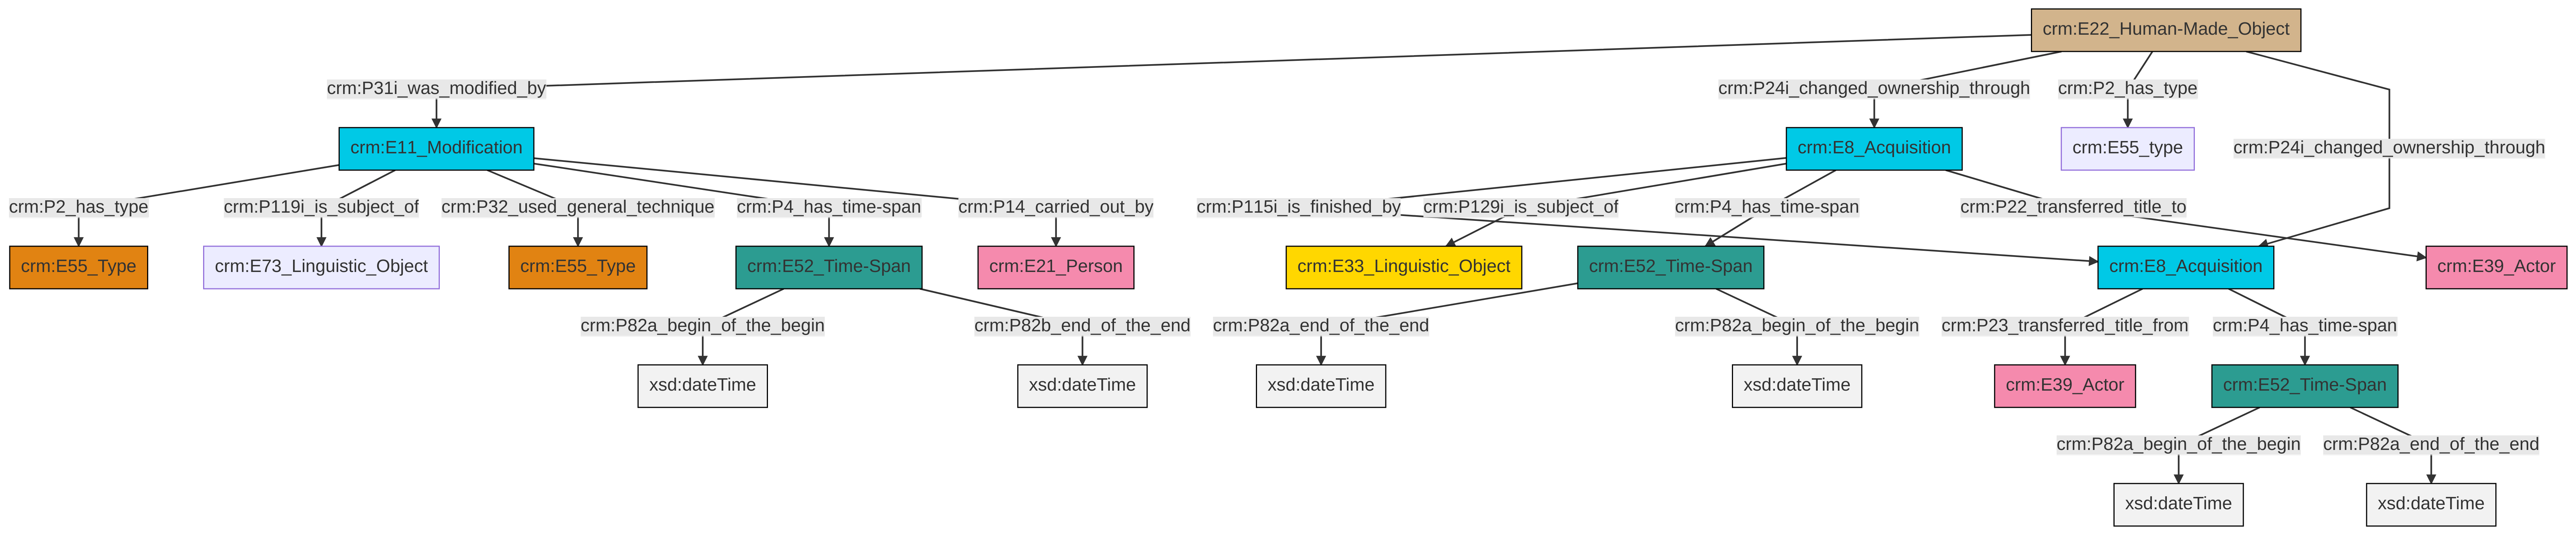 crm:E22_Human-Made_Object
crm:P31i_was_modified_by
crm:P24i_changed_ownership_through
crm:P2_has_type
crm:E11_Modification
crm:E8_Acquisition
crm:E55_type
crm:P24i_changed_ownership_through
crm:P2_has_type
crm:P119i_is_subject_of
crm:P32_used_general_technique
crm:P4_has_time-span
crm:P14_carried_out_by
crm:P115i_is_finished_by
crm:P129i_is_subject_of
crm:P4_has_time-span
crm:P22_transferred_title_to
crm:E55_Type
crm:E73_Linguistic_Object
crm:E55_Type
crm:E52_Time-Span
crm:E21_Person
crm:E33_Linguistic_Object
crm:E52_Time-Span
crm:E8_Acquisition
crm:E39_Actor
crm:P82a_begin_of_the_begin
crm:P82b_end_of_the_end
crm:P82a_end_of_the_end
crm:P82a_begin_of_the_begin
crm:P23_transferred_title_from
crm:P4_has_time-span
xsd:dateTime
xsd:dateTime
xsd:dateTime
xsd:dateTime
crm:E39_Actor
crm:E52_Time-Span
crm:P82a_begin_of_the_begin
crm:P82a_end_of_the_end
xsd:dateTime
xsd:dateTime